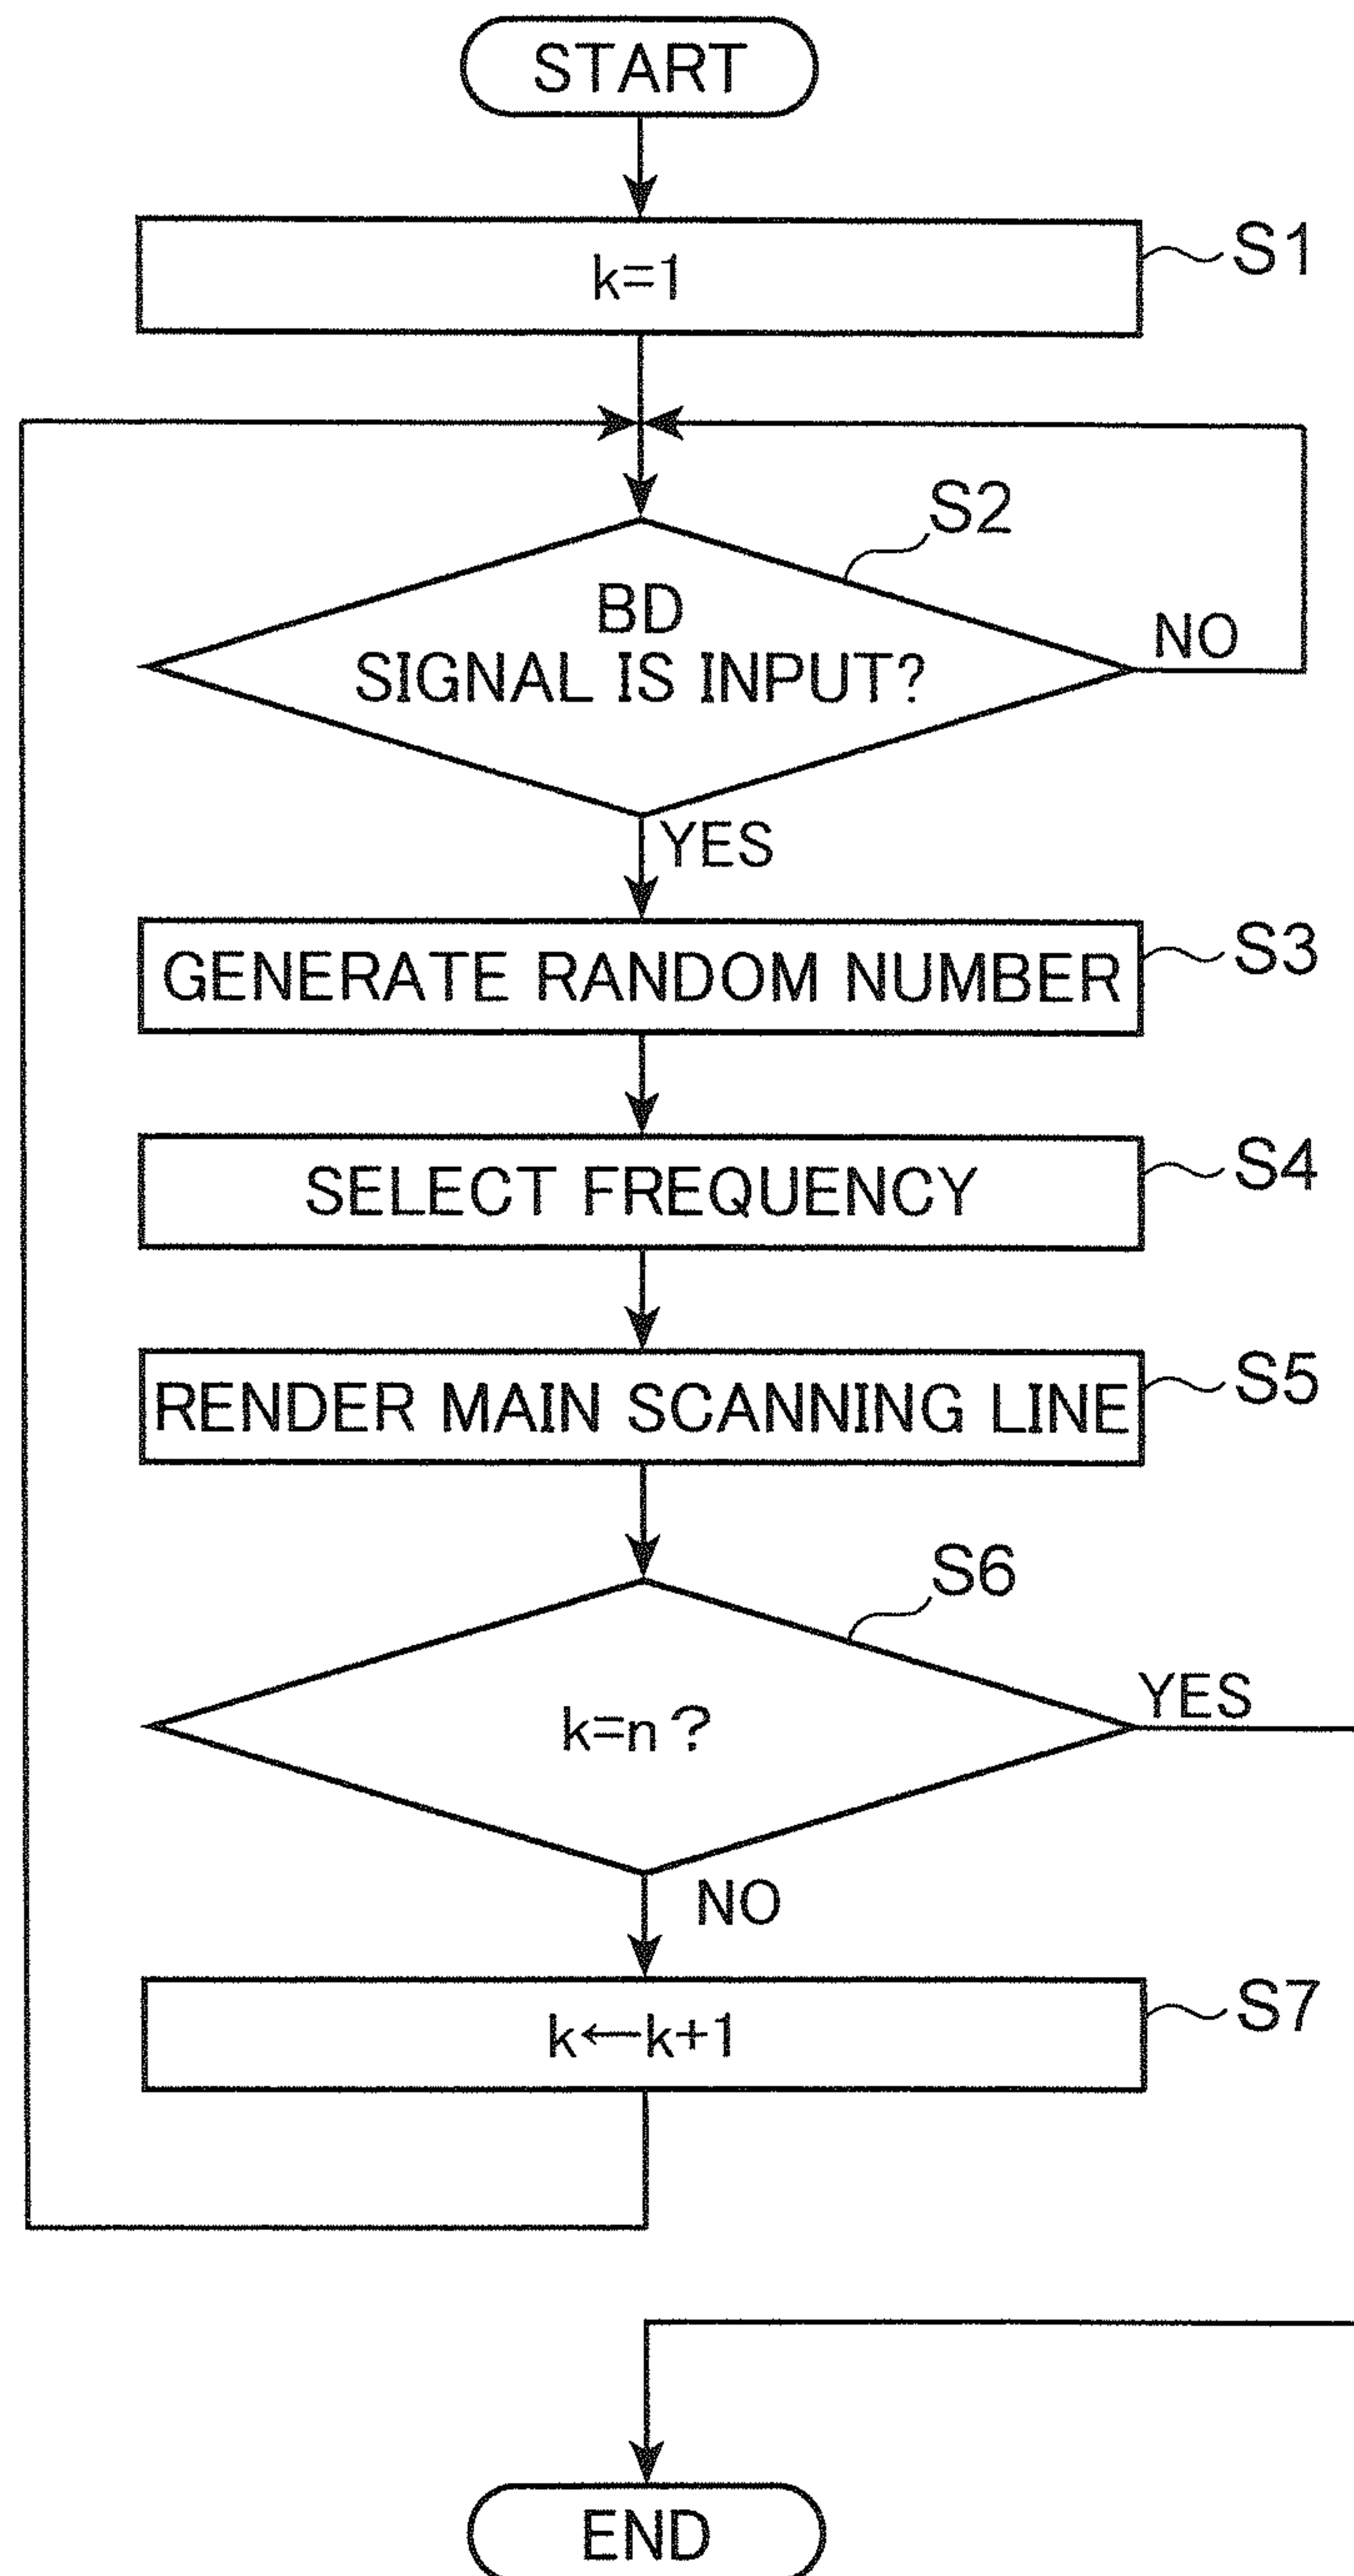 START
k=1
S1
S2
BD
SIGNAL IS INPUT?
NO
YES
GENERATE RANDOM NUMBER
S3
SELECT FREQUENCY
S4
RENDER MAIN SCANNING LINE
S5
S6
k=n?
YES
NO
k←k+1
S7
END